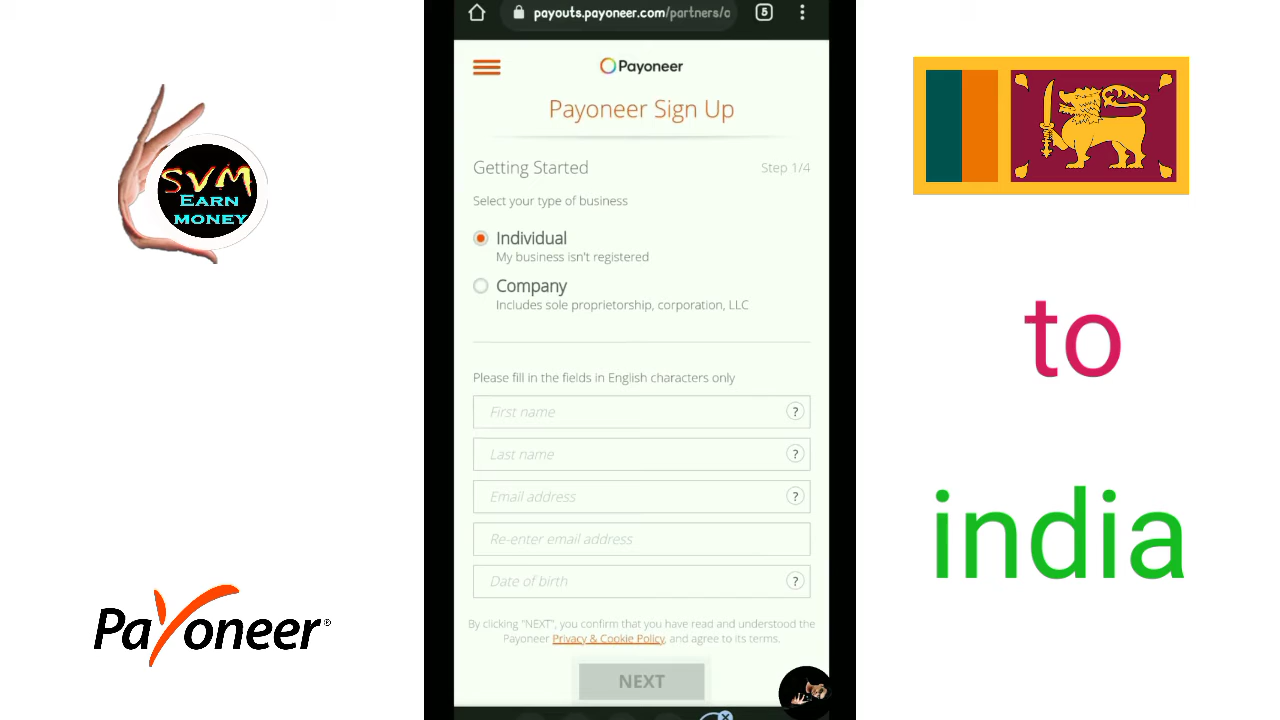 SVM
EARN
MONEY
PaYoneer®
payouts.payoneer.com/partners/
5
Payoneer
Payoneer Sign Up
Getting Started
Step 1/4
Select your type of business
Individual
My business isn't registered
Company
Includes sole proprietorship, corporation, LLC
Please fill in the fields in English characters only
First name ?
Last name ?
Email address ?
Re-enter email address
Date of birth ?
By clicking "NEXT", you confirm that you have read and understood the
Payoneer Privacy & Cookie Policy, and agree to its terms.
NEXT
to
india